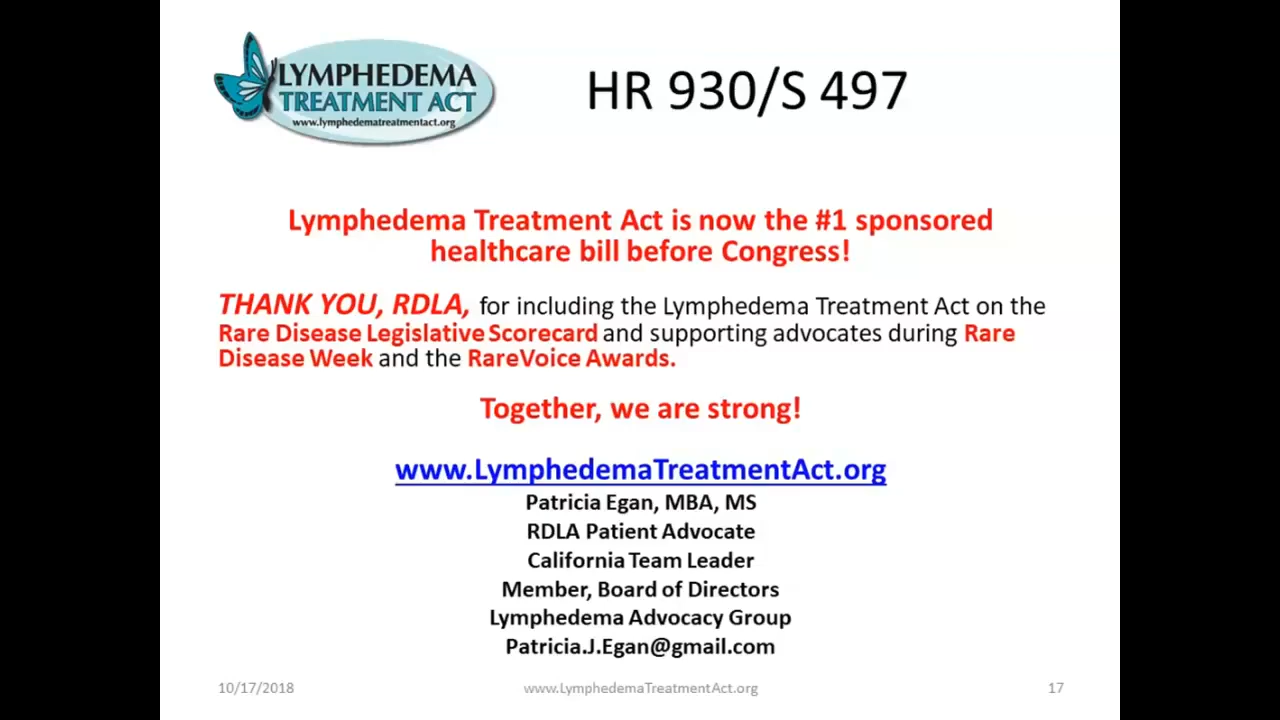 LYMPHEDEMA
TREATMENT ACT
www.lymphedematreatmentact.org
HR 930/S 497
Lymphedema Treatment Act is now the #1 sponsored
healthcare bill before Congress!
THANK YOU, RDLA, for including the Lymphedema Treatment Act on the
Rare Disease Legislative Scorecard and supporting advocates during Rare
Disease Week and the RareVoice Awards.
Together, we are strong!
www.LymphedemaTreatmentAct.org
Patricia Egan, MBA, MS
RDLA Patient Advocate
California Team Leader
Member, Board of Directors
Lymphedema Advocacy Group
Patricia.J.Egan@gmail.com
10/17/2018
www.LymphedemaTreatmentAct.org
17